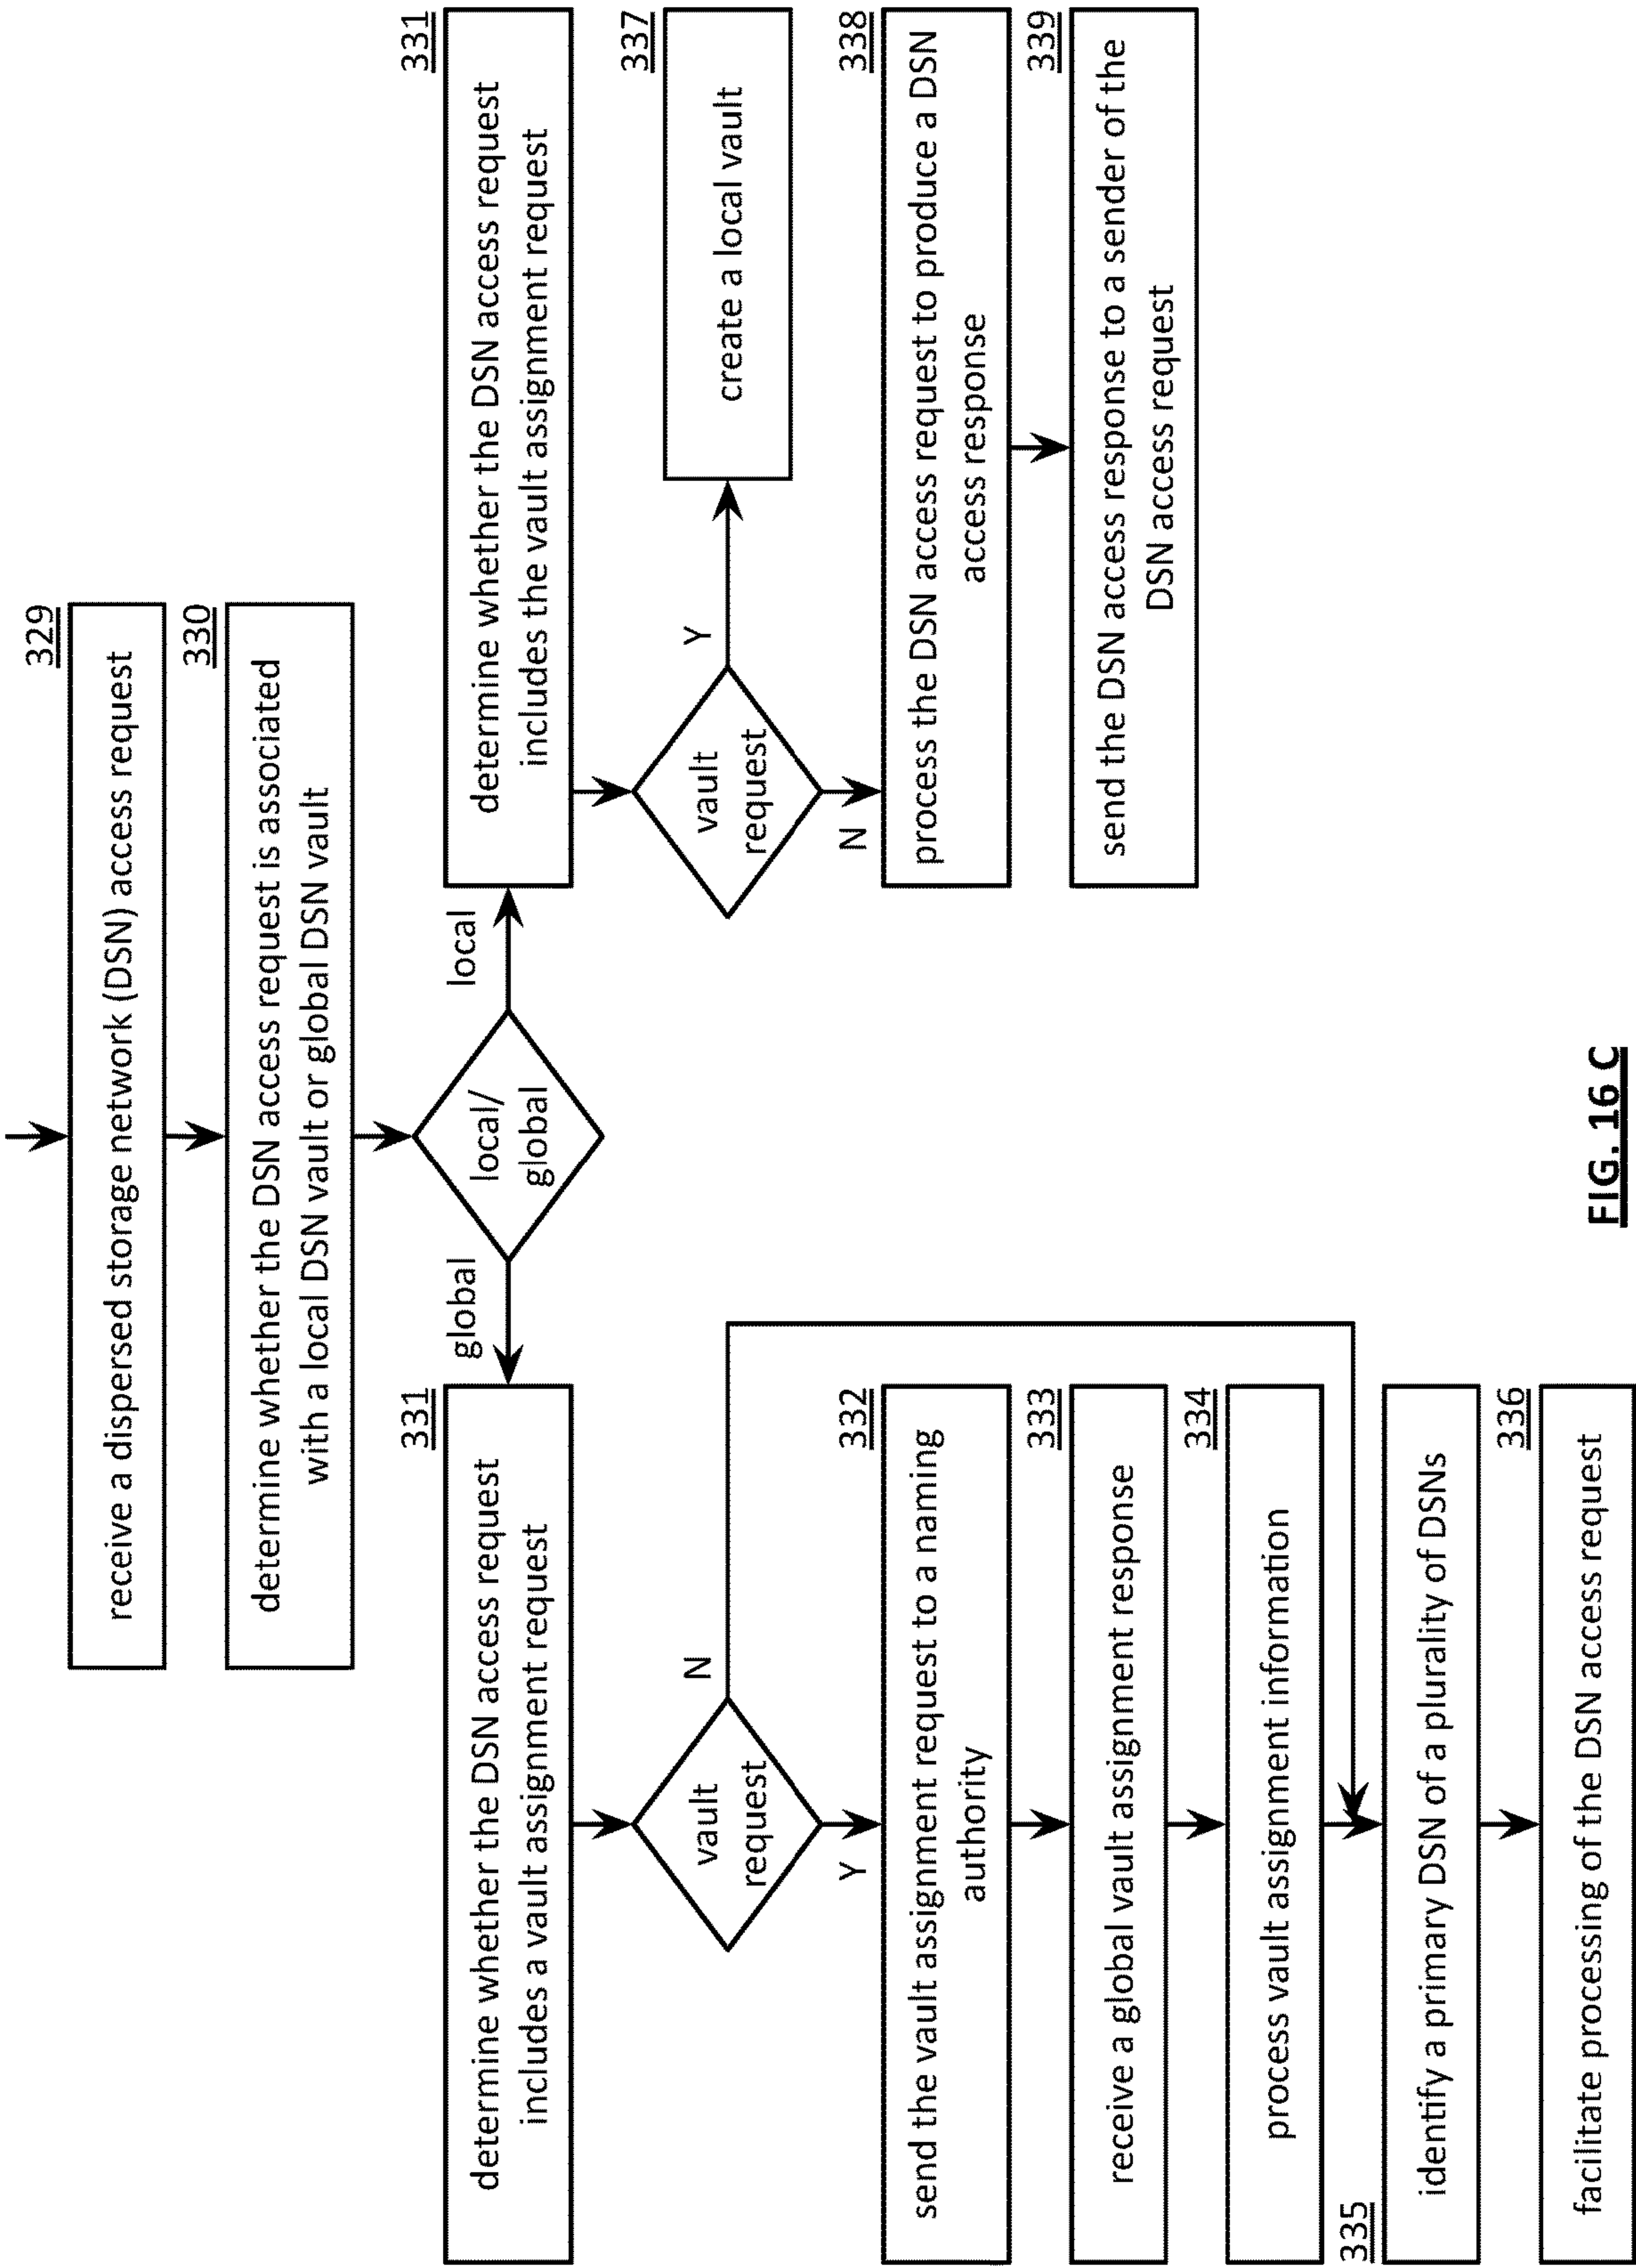 329
receive a dispersed storage network (DSN) access request
330
determine whether the DSN access request is associated
with a local DSN vault or global DSN vault
local/
global
global
local
331
determine whether the DSN access request
includes a vault assignment request
vault
request
N
Y
332
send the vault assignment request to a naming
authority
333
receive a global vault assignment response
334
process vault assignment information
335
identify a primary DSN of a plurality of DSNs
336
facilitate processing of the DSN access request
331
determine whether the DSN access request
includes the vault assignment request
vault
request
Y
N
337
create a local vault
338
process the DSN access request to produce a DSN
access response
339
send the DSN access response to a sender of the
DSN access request
FIG. 16 C